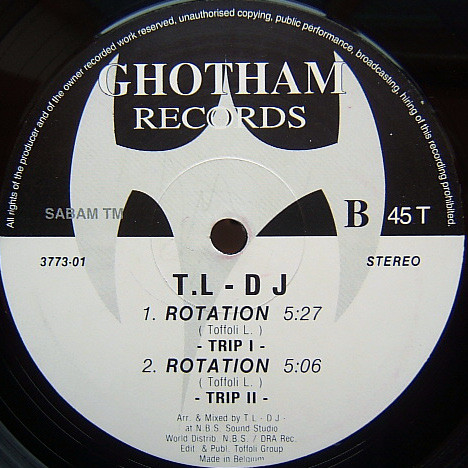 All rights of the producer and of the owner recorded work reserved, unauthorised copying, public performance, broadcasting, hiring of this recording prohibited.
GHOTHAM
RECORDS
SABAM TM
B 45 T
3773-01 STEREO
T.L - D J
1. ROTATION 5:27
( Toffoli L. )
- TRIP I -
2. ROTATION 5:06
( Toffoli L. )
- TRIP II -
Arr. & Mixed by T.L - D J -
at N.B.S. Sound Studio
World Distrib. N.B.S. / DRA Rec.
Edit. & Publ. Toffoli Group
Made in Belgium